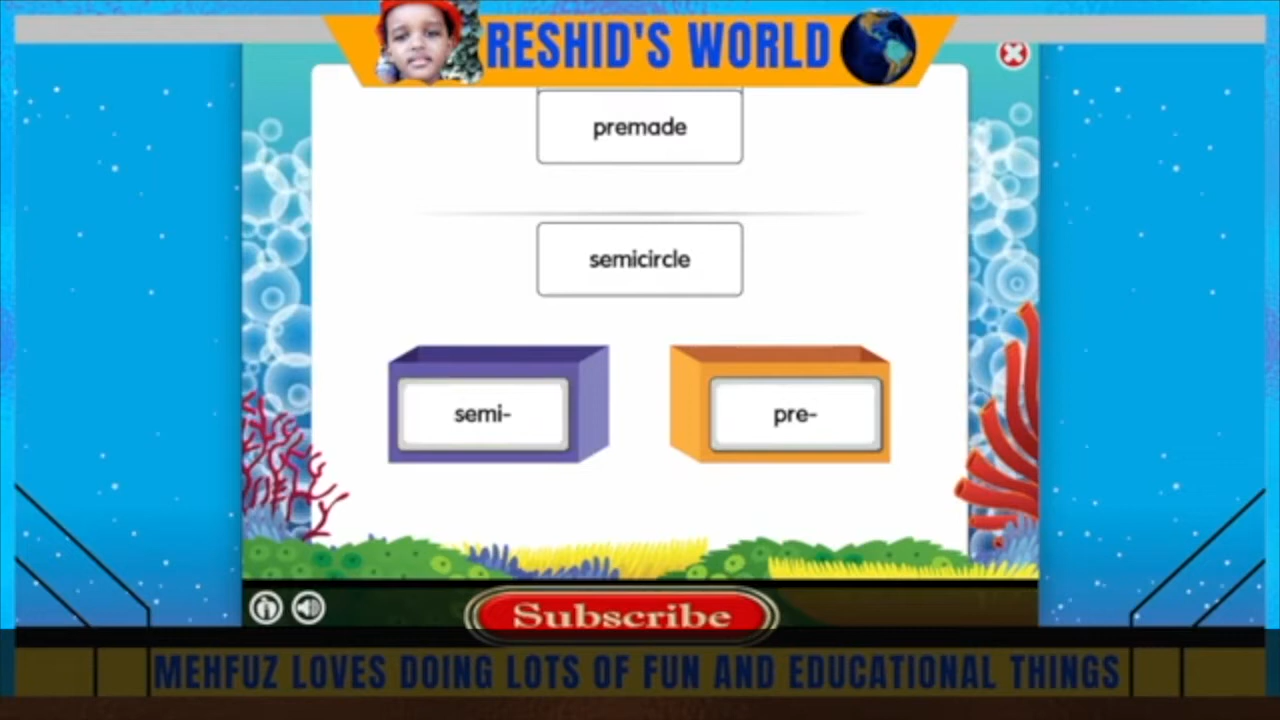 RESHID'S WORLD
premade
semicircle
semi-
pre-
Subscribe
MEHFUZ LOVES DOING LOTS OF FUN AND EDUCATIONAL THINGS